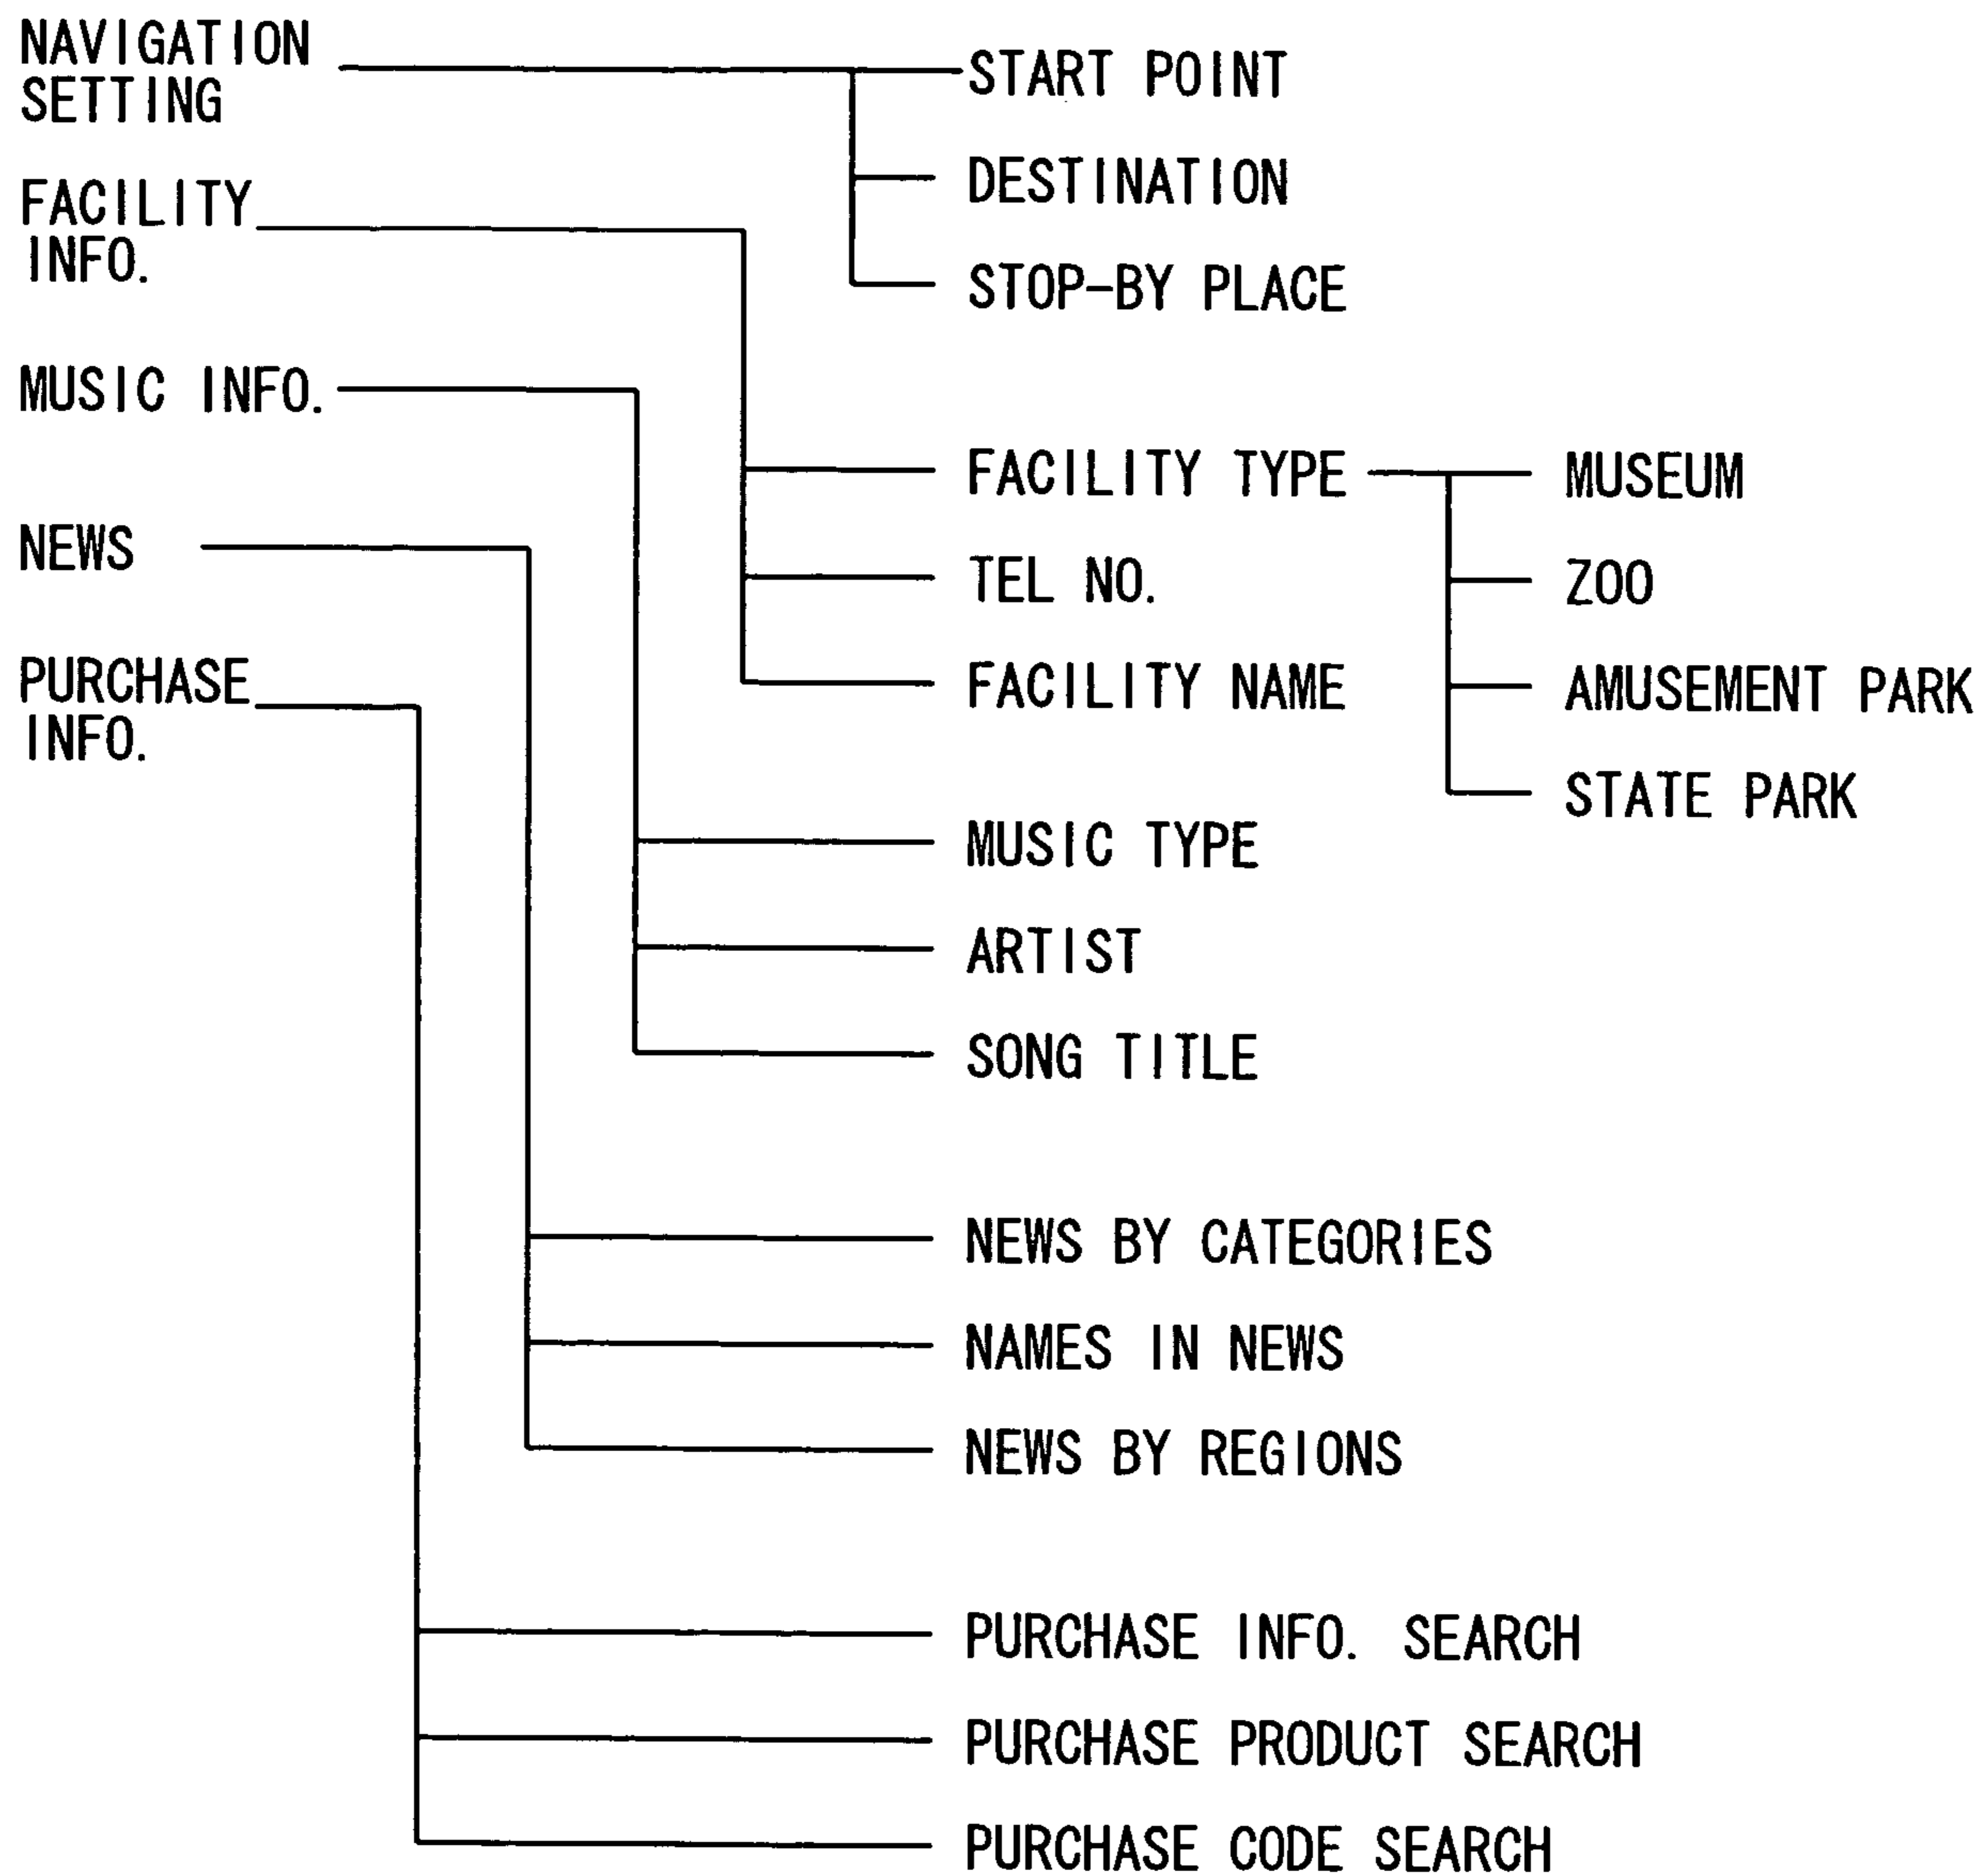 NAVIGATION
SETTING
START POINT
DESTINATION
STOP-BY PLACE
FACILITY
INFO.
MUSIC INFO.
FACILITY TYPE
MUSEUM
NEWS
TEL NO.
ZOO
PURCHASE
INFO.
FACILITY NAME
AMUSEMENT PARK
STATE PARK
MUSIC TYPE
ARTIST
SONG TITLE
NEWS BY CATEGORIES
NAMES IN NEWS
NEWS BY REGIONS
PURCHASE INFO. SEARCH
PURCHASE PRODUCT SEARCH
PURCHASE CODE SEARCH